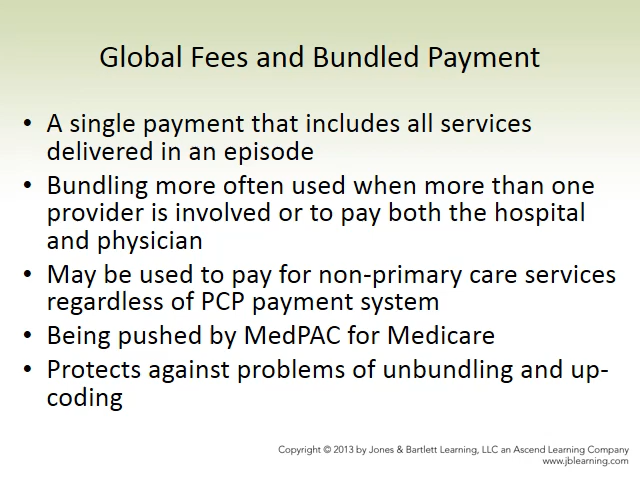 Global Fees and Bundled Payment
• A single payment that includes all services
delivered in an episode
• Bundling more often used when more than one
provider is involved or to pay both the hospital
and physician
• May be used to pay for non-primary care services
regardless of PCP payment system
• Being pushed by MedPAC for Medicare
• Protects against problems of unbundling and up-
coding
Copyright © 2013 by Jones & Bartlett Learning, LLC an Ascend Learning Company
www.jblearning.com